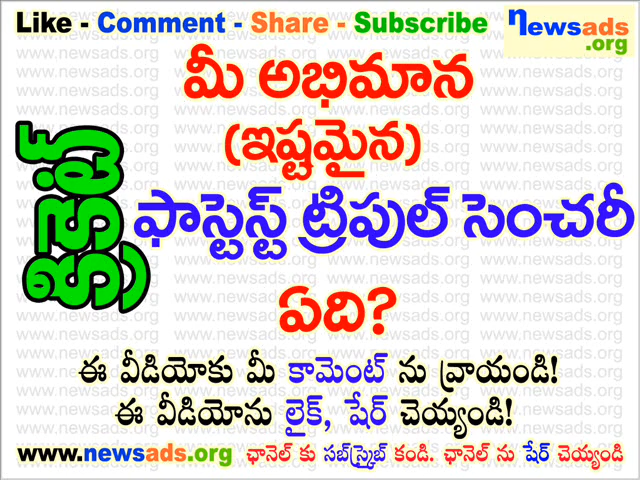 Like - Comment - Share - Subscribe
newsads
.org
మీ అభిమాన
(ఇష్టమైన)
క్రికెట్
ఫాస్టెస్ట్ ట్రిపుల్ సెంచరీ
ఏది?
ఈ వీడియోకు మీ కామెంట్ ను వ్రాయండి!
ఈ వీడియోను లైక్, షేర్ చెయ్యండి!
www.newsads.org ఛానెల్ కు సబ్‌స్క్రైబ్ కండి. ఛానెల్ ను షేర్ చెయ్యండి